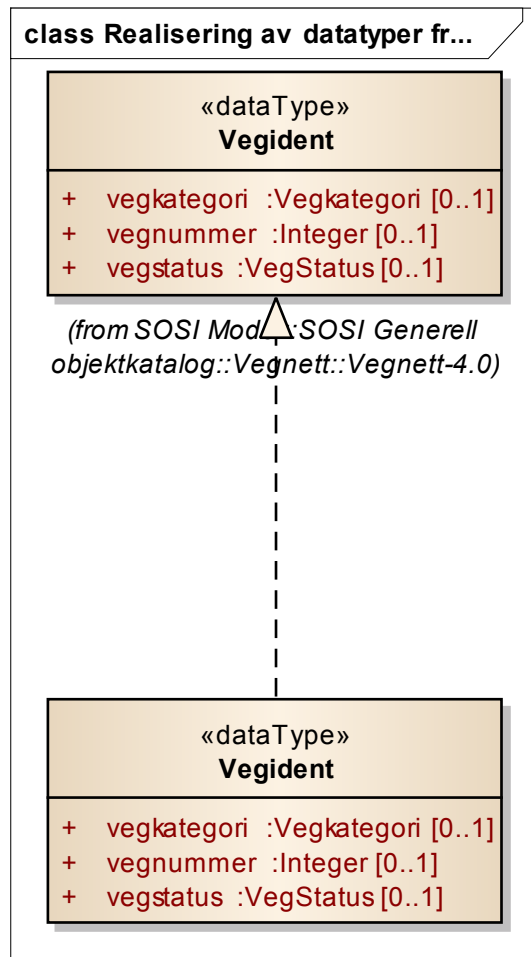 class Realisering av datatyper fr...
«dataType»
Vegident
+ vegkategori :Vegkategori [0..1]
+ vegnummer :Integer [0..1]
+ vegstatus :VegStatus [0..1]
(from SOSI :SOSI Generell
objektkatalog::Vegnett::Vegnett-4.0)
«dataType»
Vegident
+ vegkategori :Vegkategori [0..1]
+ vegnummer :Integer [0..1]
+ vegstatus :VegStatus [0..1]